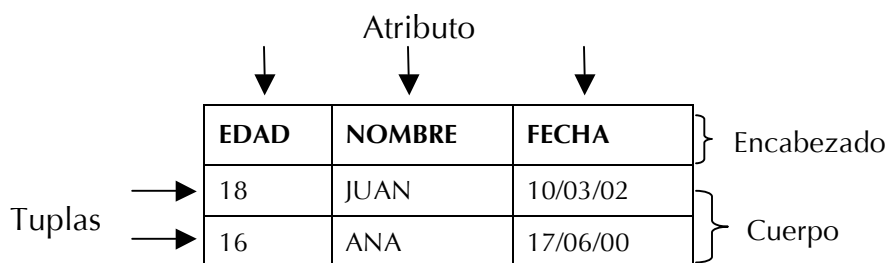 Atributo
EDAD NOMBRE FECHA
Encabezado
18 JUAN 10/03/02
Tuplas
Cuerpo
16 ANA 17/06/00